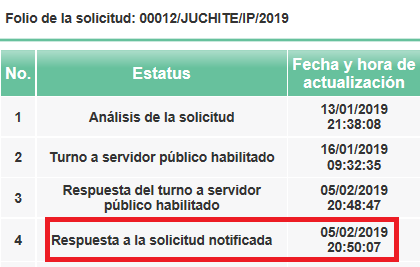 Folio de la solicitud: 00012/JUCHITE/IP/2019
No. Estatus Fecha y hora de
actualización
1 Análisis de la solicitud 13/01/2019
21:38:08
2 Turno a servidor público habilitado 16/01/2019
09:32:35
3 Respuesta del turno a servidor
público habilitado 05/02/2019
20:48:47
4 Respuesta a la solicitud notificada 05/02/2019
20:50:07